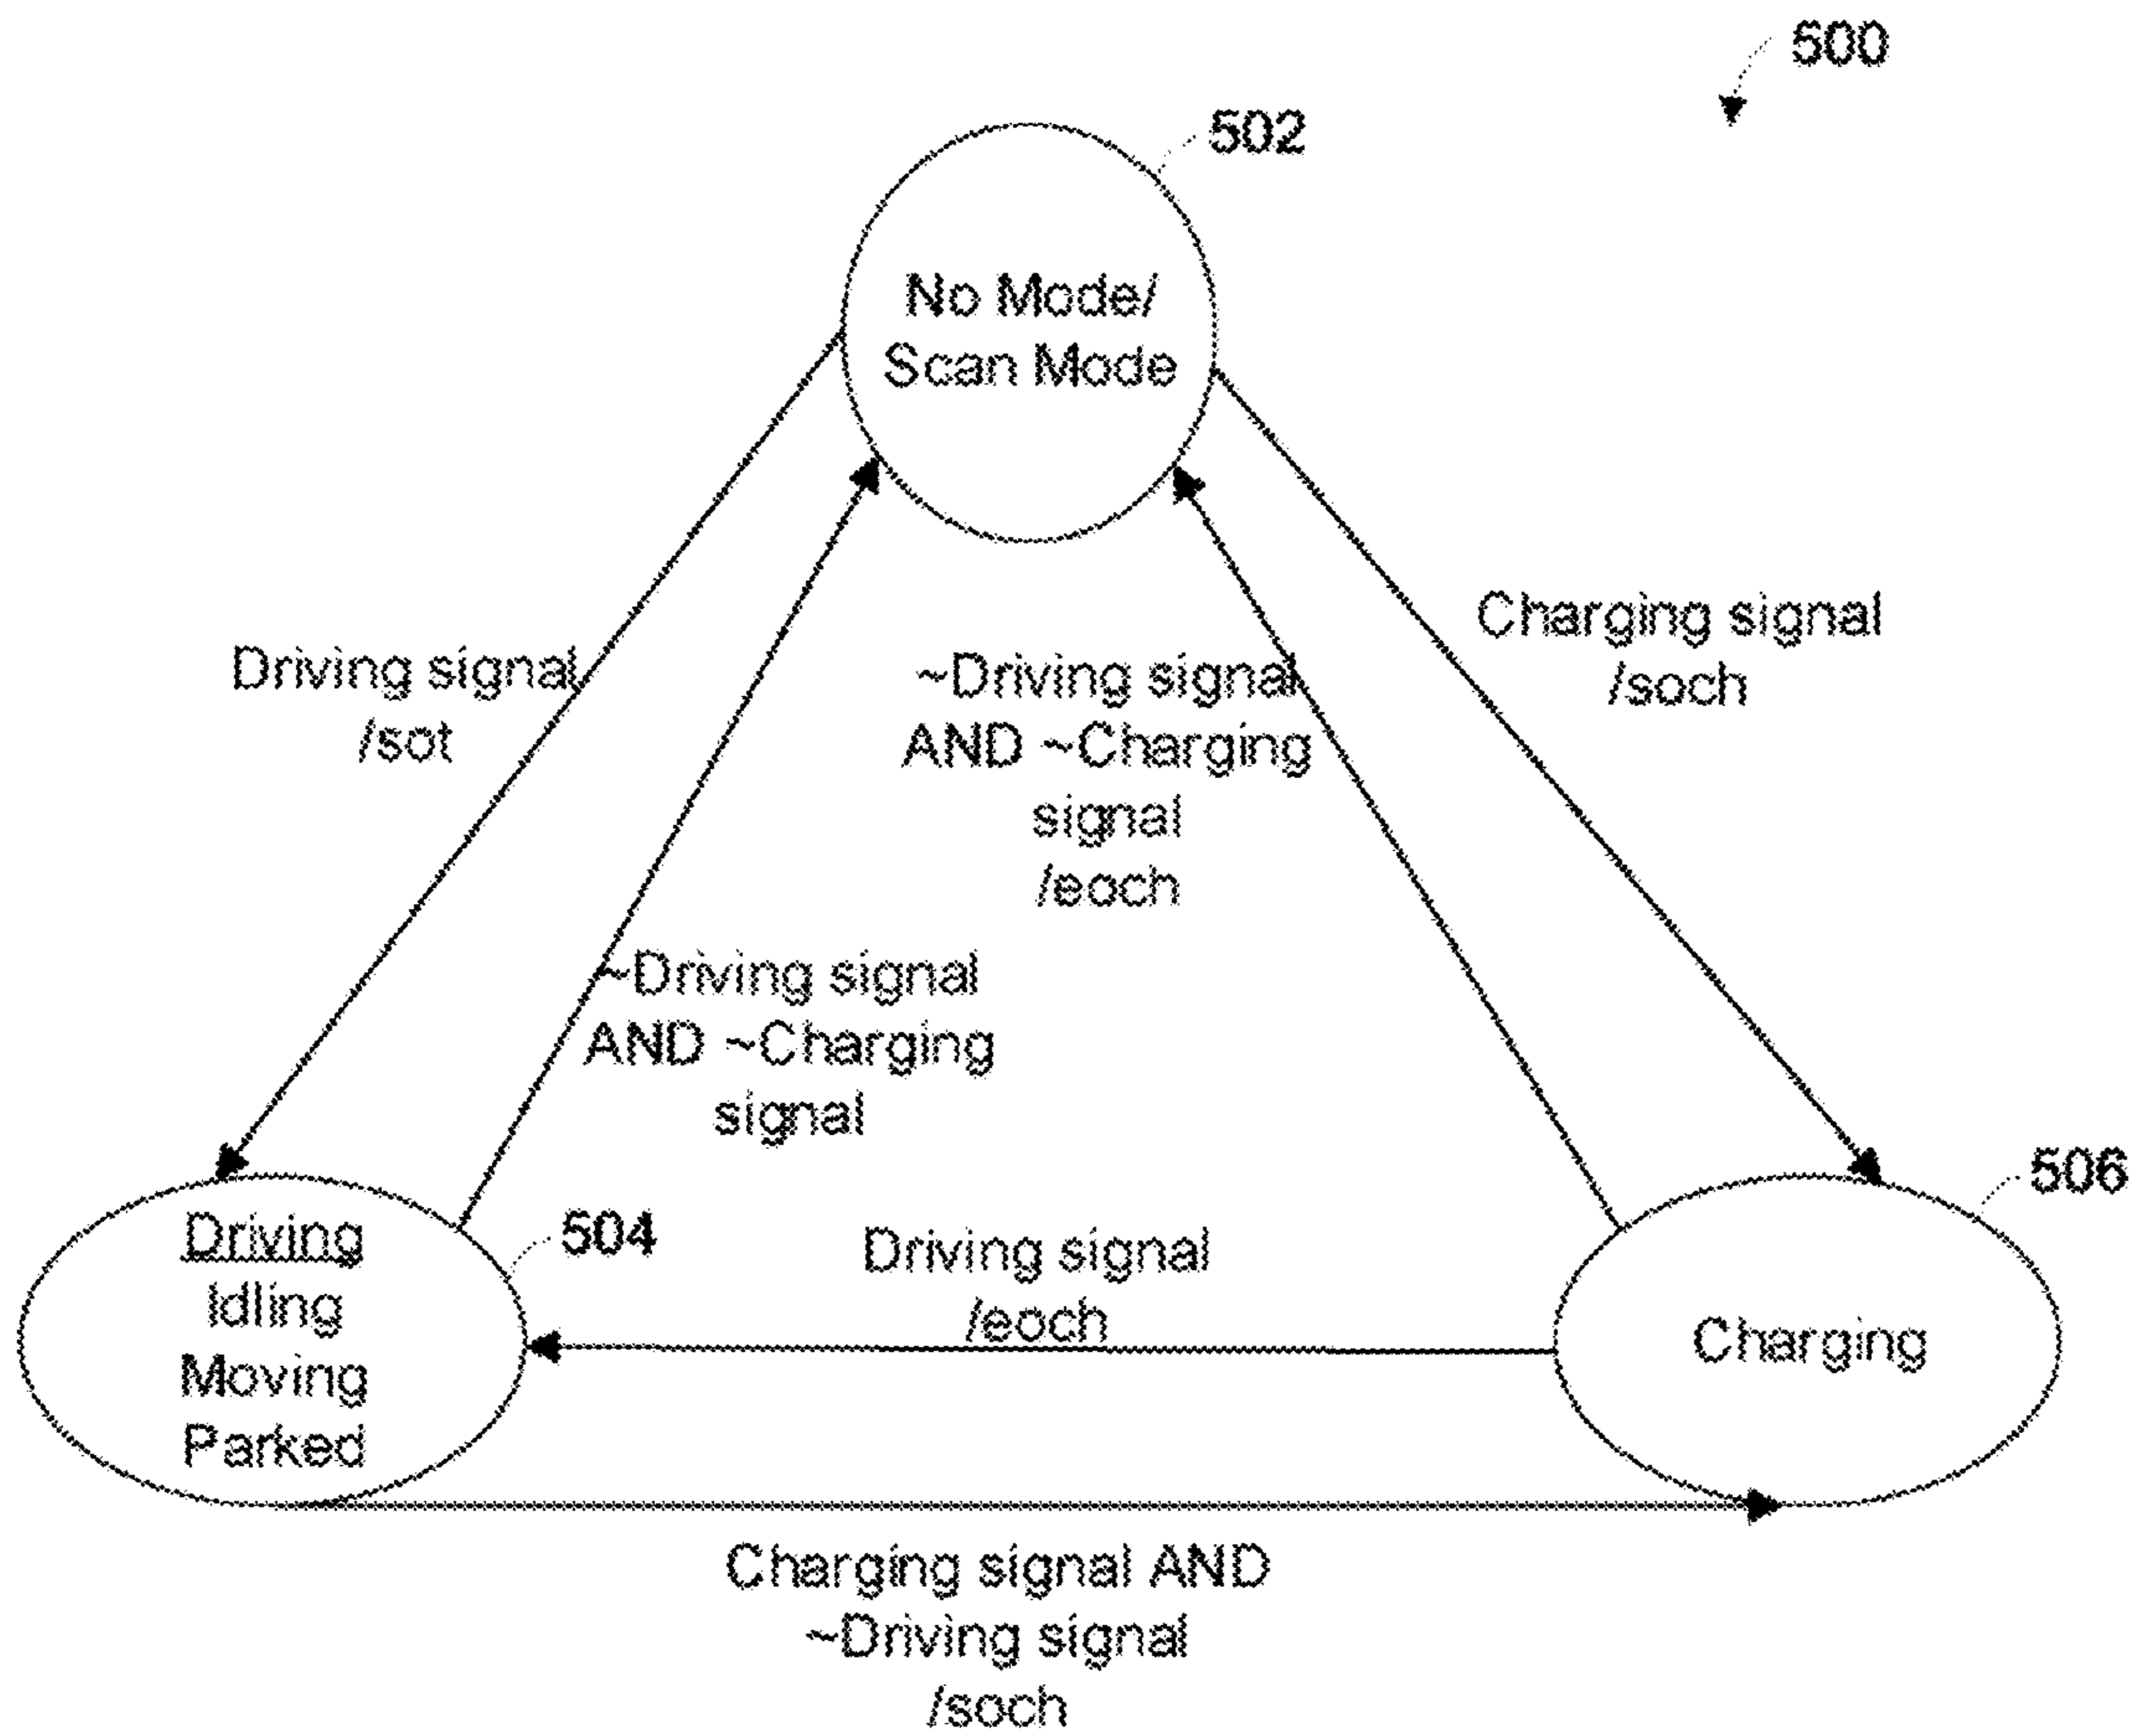 500
502
No Mode/
Scan Mode
Charging signal
/soch
Driving signal
/sot
~Driving signal
AND ~Charging
signal
/eoch
~Driving signal
AND ~Charging
signal
506
504
Driving
Idling
Moving
Parked
Driving signal
/eoch
Charging
Charging signal AND
~Driving signal
/soch